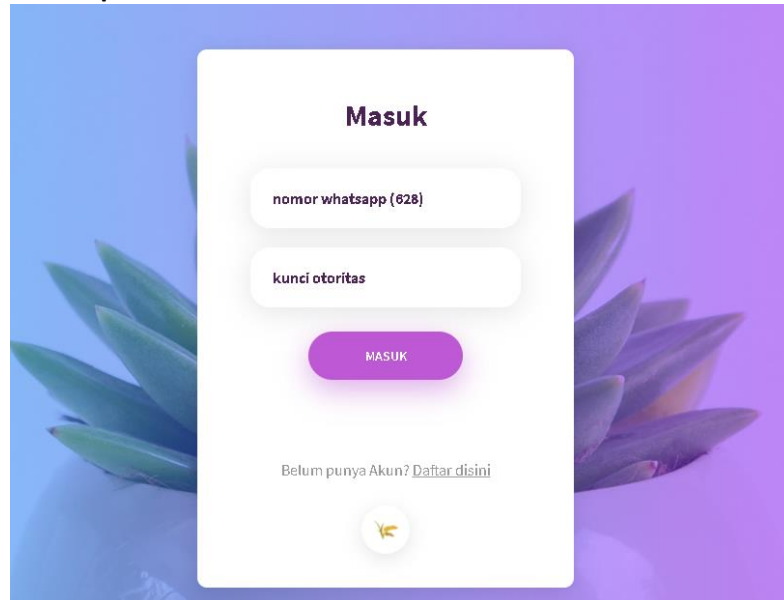 Masuk
nomor whatsapp (628)
kunci otoritas
MASUK
Belum punya Akun? Daftar disini